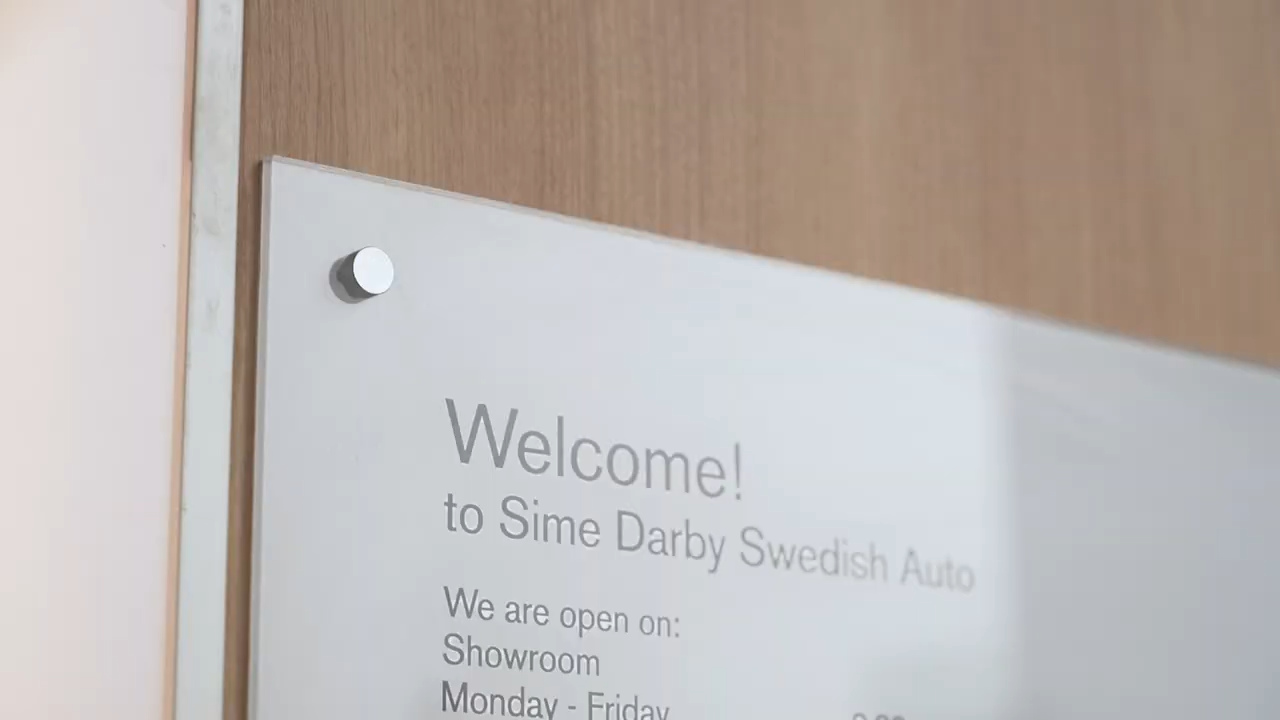 Welcome!
to Sime Darby Swedish Auto
We are open on:
Showroom
Monday - Friday